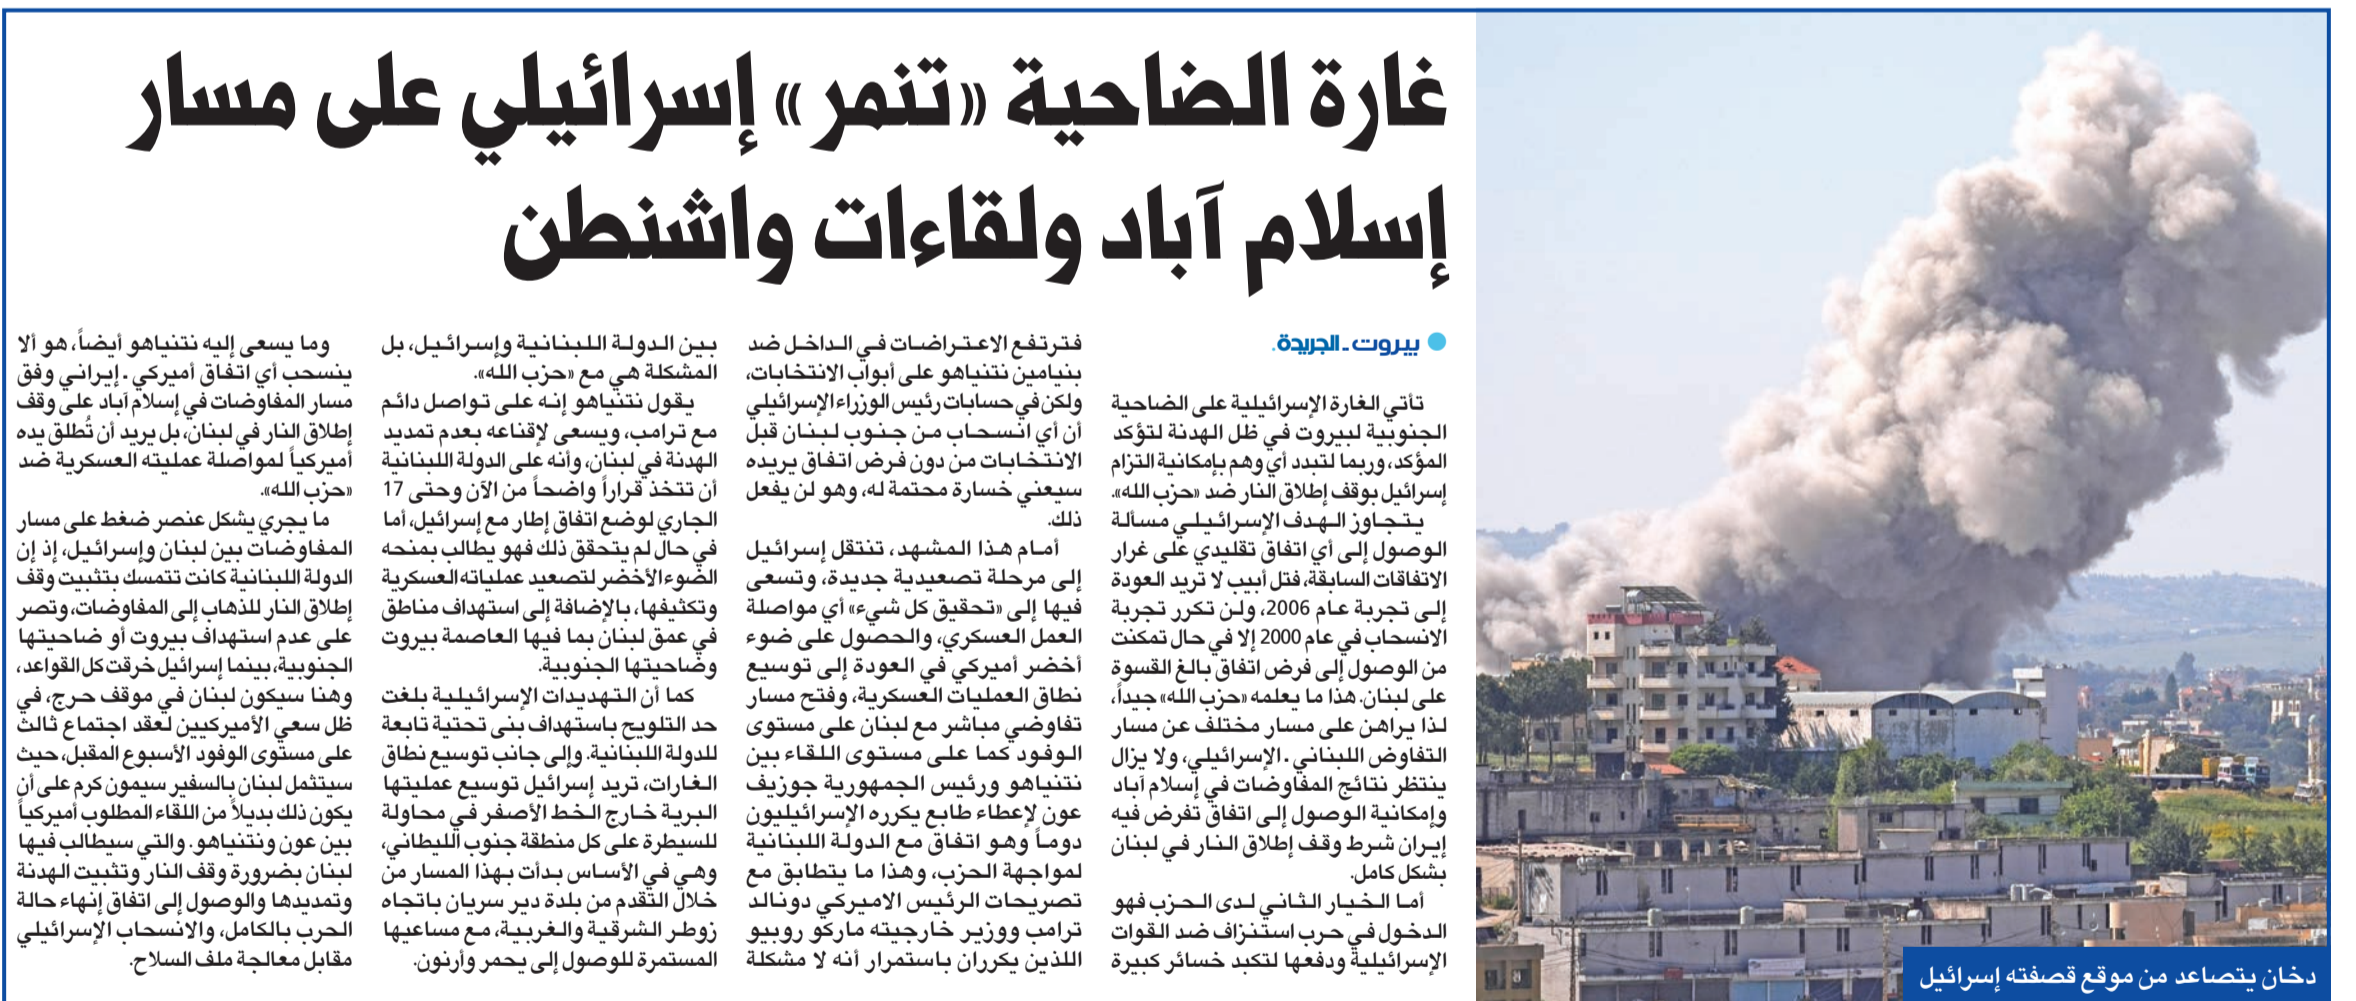 غارة الضاحية «تنمر» إسرائيلي على مسار
إسلام آباد ولقاءات واشنطن
بيروت - الجريدة.
تأتي الغارة الإسرائيلية على الضاحية
الجنوبية لبيروت في ظل الهدنة لتؤكد
المؤكد، وربما لتبدد أي وهم بإمكانية التزام
إسرائيل بوقف إطلاق النار ضد «حزب الله».
يتجاوز الهدف الإسرائيلي مسألة
الوصول إلى أي اتفاق تقليدي على غرار
الاتفاقات السابقة، فتل أبيب لا تريد العودة
إلى تجربة عام 2006، ولن تكرر تجربة
الانسحاب في عام 2000 إلا في حال تمكنت
من الوصول إلى فرض اتفاق بالغ القسوة
على لبنان. هذا ما يعلمه «حزب الله» جيداً،
لذا يراهن على مسار مختلف عن مسار
التفاوض اللبناني - الإسرائيلي، ولا يزال
ينتظر نتائج المفاوضات في إسلام آباد
وإمكانية الوصول إلى اتفاق تفرض فيه
إيران شرط وقف إطلاق النار في لبنان
بشكل كامل.
أما الخيار الثاني لدى الحزب فهو
الدخول في حرب استنزاف ضد القوات
الإسرائيلية ودفعها لتكبد خسائر كبيرة
فترتفع الاعتراضات في الداخل ضد
بنيامين نتنياهو على أبواب الانتخابات،
ولكن في حسابات رئيس الوزراء الإسرائيلي
أن أي انسحاب من جنوب لبنان قبل
الانتخابات من دون فرض اتفاق يريده
سيعني خسارة محتمة له، وهو لن يفعل
ذلك.
أمام هذا المشهد، تنتقل إسرائيل
إلى مرحلة تصعيدية جديدة، وتسعى
فيها إلى «تحقيق كل شيء» أي مواصلة
العمل العسكري، والحصول على ضوء
أخضر أميركي في العودة إلى توسيع
نطاق العمليات العسكرية، وفتح مسار
تفاوضي مباشر مع لبنان على مستوى
الوفود كما على مستوى اللقاء بين
نتنياهو ورئيس الجمهورية جوزيف
عون لإعطاء طابع يكرره الإسرائيليون
دوماً وهو اتفاق مع الدولة اللبنانية
لمواجهة الحزب، وهذا ما يتطابق مع
تصريحات الرئيس الاميركي دونالد
ترامب ووزير خارجيته ماركو روبيو
اللذين يكرران باستمرار أنه لا مشكلة
بين الدولة اللبنانية وإسرائيل، بل
المشكلة هي مع «حزب الله».
يقول نتنياهو إنه على تواصل دائم
مع ترامب، ويسعى لإقناعه بعدم تمديد
الهدنة في لبنان، وأنه على الدولة اللبنانية
أن تتخذ قراراً واضحاً من الآن وحتى 17
الجاري لوضع اتفاق إطار مع إسرائيل، أما
في حال لم يتحقق ذلك فهو يطالب بمنحه
الضوء الأخضر لتصعيد عملياته العسكرية
وتكثيفها، بالإضافة إلى استهداف مناطق
في عمق لبنان بما فيها العاصمة بيروت
وضاحيتها الجنوبية.
كما أن التهديدات الإسرائيلية بلغت
حد التلويح باستهداف بنى تحتية تابعة
للدولة اللبنانية. وإلى جانب توسيع نطاق
الغارات، تريد إسرائيل توسيع عمليتها
البرية خارج الخط الأصفر في محاولة
للسيطرة على كل منطقة جنوب الليطاني،
وهي في الأساس بدأت بهذا المسار من
خلال التقدم من بلدة دير سريان باتجاه
زوطر الشرقية والغربية، مع مساعيها
المستمرة للوصول إلى يحمر وأرنون.
وما يسعى إليه نتنياهو أيضاً، هو ألا
ينسحب أي اتفاق أميركي - إيراني وفق
مسار المفاوضات في إسلام آباد على وقف
إطلاق النار في لبنان، بل يريد أن تُطلق يده
أميركياً لمواصلة عمليته العسكرية ضد
«حزب الله».
ما يجري يشكل عنصر ضغط على مسار
المفاوضات بين لبنان وإسرائيل، إذ إن
الدولة اللبنانية كانت تتمسك بتثبيت وقف
إطلاق النار للذهاب إلى المفاوضات، وتصر
على عدم استهداف بيروت أو ضاحيتها
الجنوبية، بينما إسرائيل خرقت كل القواعد،
وهنا سيكون لبنان في موقف حرج، في
ظل سعي الأميركيين لعقد اجتماع ثالث
على مستوى الوفود الأسبوع المقبل، حيث
سيتثمل لبنان بالسفير سيمون كرم على أن
يكون ذلك بديلاً من اللقاء المطلوب أميركياً
بين عون ونتنياهو. والتي سيطالب فيها
لبنان بضرورة وقف النار وتثبيت الهدنة
وتمديدها والوصول إلى اتفاق إنهاء حالة
الحرب بالكامل، والانسحاب الإسرائيلي
مقابل معالجة ملف السلاح.
دخان يتصاعد من موقع قصفته إسرائيل